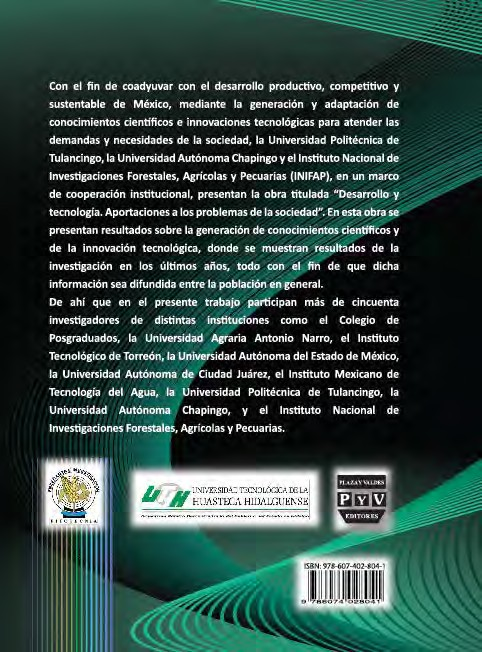 Con el fin de coadyuvar con el desarrollo productivo, competitivo y
sustentable de México, mediante la generación y adaptación de
conocimientos científicos e innovaciones tecnológicas para atender las
demandas y necesidades de la sociedad, la Universidad Politécnica de
Tulancingo, la Universidad Autónoma Chapingo y el Instituto Nacional de
Investigaciones Forestales, Agrícolas y Pecuarias (INIFAP), en un marco
de cooperación institucional, presentan la obra titulada “Desarrollo y
tecnología. Aportaciones a los problemas de la sociedad”. En esta obra se
presentan resultados sobre la generación de conocimientos científicos y
de la innovación tecnológica, donde se muestran resultados de la
investigación en los últimos años, todo con el fin de que dicha
información sea difundida entre la población en general.
De ahí que en el presente trabajo participan más de cincuenta
investigadores de distintas instituciones como el Colegio de
Posgraduados, la Universidad Agraria Antonio Narro, el Instituto
Tecnológico de Torreón, la Universidad Autónoma del Estado de México,
la Universidad Autónoma de Ciudad Juárez, el Instituto Mexicano de
Tecnología del Agua, la Universidad Politécnica de Tulancingo, la
Universidad Autónoma Chapingo, y el Instituto Nacional de
Investigaciones Forestales, Agrícolas y Pecuarias.
FITOTECNIA
UTH
UNIVERSIDAD TECNOLÓGICA DE LA
HUASTECA HIDALGUENSE
PLAZA Y VALDES
PYV
EDITORES
ISBN: 978-607-402-804-1
9 786074 028041